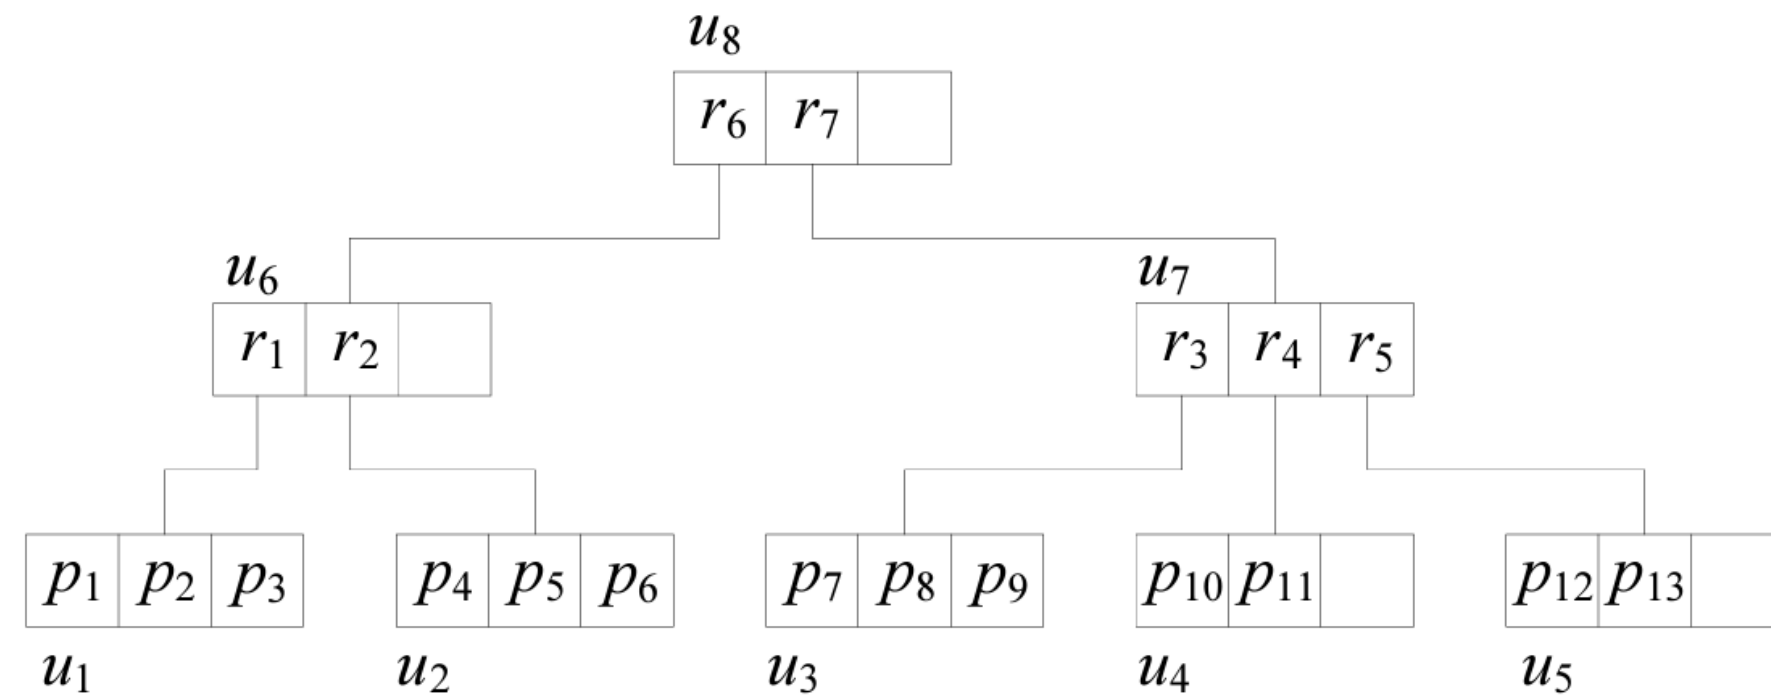 u₈
r₆ r₇
u₆ u₇
r₁ r₂ r₃ r₄ r₅
p₁ p₂ p₃ p₄ p₅ p₆ p₇ p₈ p₉ p₁₀ p₁₁ p₁₂ p₁₃
u₁ u₂ u₃ u₄ u₅